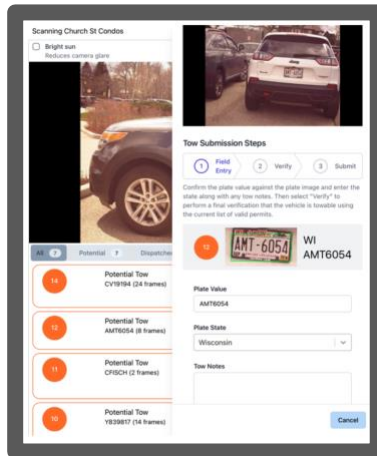 Scanning Church St Condos
Bright sun
Reduces camera glare
All 7
Potential 7
Dispatched
14
Potential Tow
CV19194 (24 frames)
12
Potential Tow
AMT6054 (8 frames)
11
Potential Tow
CFISCH (2 frames)
10
Potential Tow
YB39817 (14 frames)
Tow Submission Steps
1
Field
Entry
2 Verify
3 Submit
Confirm the plate value against the plate image and enter the
state along with any tow notes. Then select "Verify" to
perform a final verification that the vehicle is towable using
the current list of valid permits.
12
AMT-6054
WI
AMT6054
Plate Value
AMT6054
Plate State
Wisconsin
Tow Notes
Cancel